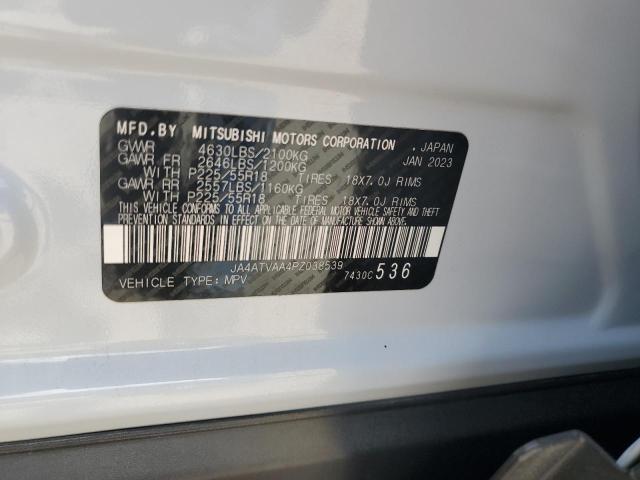 MFD.BY MITSUBISHI MOTORS CORPORATION . JAPAN
GVWR 4630LBS/2100KG JAN 2023
GAWR FR 2646LBS/1200KG
WITH P225/55R18 TIRES 18X7.0J RIMS
GAWR RR 2557LBS/1160KG
WITH P225/55R18 TIRES 18X7.0J RIMS
THIS VEHICLE CONFORMS TO ALL APPLICABLE FEDERAL MOTOR VEHICLE SAFETY AND THEFT PREVENTION STANDARDS IN EFFECT ON THE DATE OF MANUFACTURE SHOWN ABOVE.
JA4ATVAA4PZ038539
VEHICLE TYPE: MPV 7430C 536